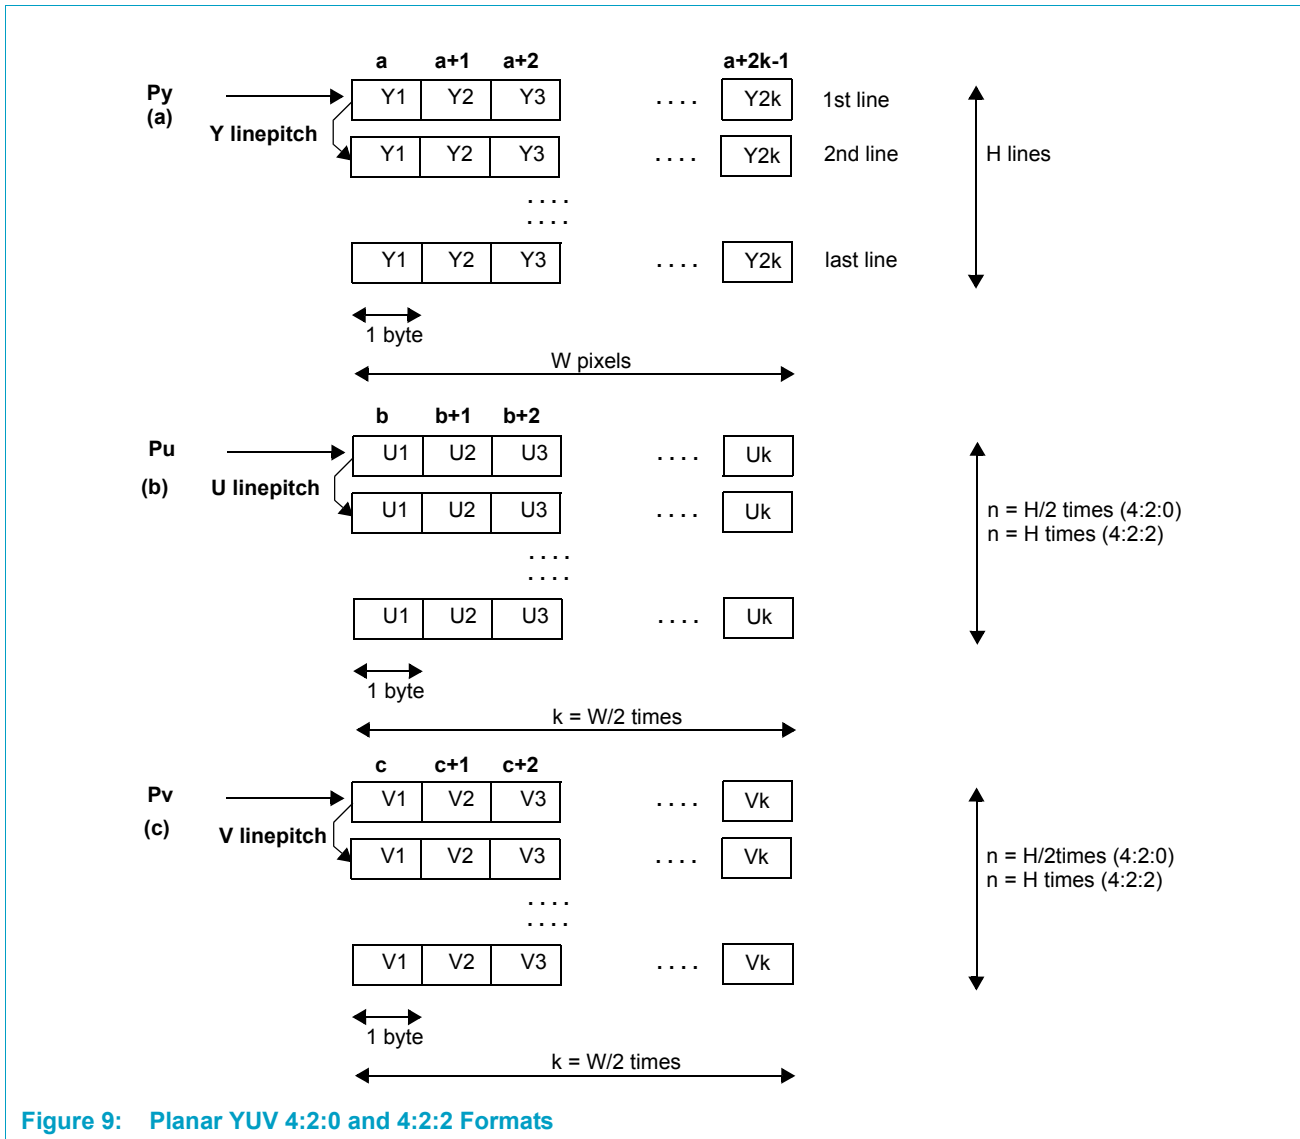 a a+1 a+2 a+2k-1
Py Y1 Y2 Y3 .... Y2k 1st line
(a)
Y linepitch
Y1 Y2 Y3 .... Y2k 2nd line H lines
....
....
Y1 Y2 Y3 .... Y2k last line
1 byte
W pixels
b b+1 b+2
Pu U1 U2 U3 .... Uk
(b) U linepitch
U1 U2 U3 .... Uk n = H/2 times (4:2:0)
n = H times (4:2:2)
....
....
U1 U2 U3 .... Uk
1 byte
k = W/2 times
c c+1 c+2
Pv V1 V2 V3 .... Vk
(c) V linepitch
V1 V2 V3 .... Vk n = H/2times (4:2:0)
n = H times (4:2:2)
....
....
V1 V2 V3 .... Vk
1 byte
k = W/2 times
Figure 9: Planar YUV 4:2:0 and 4:2:2 Formats